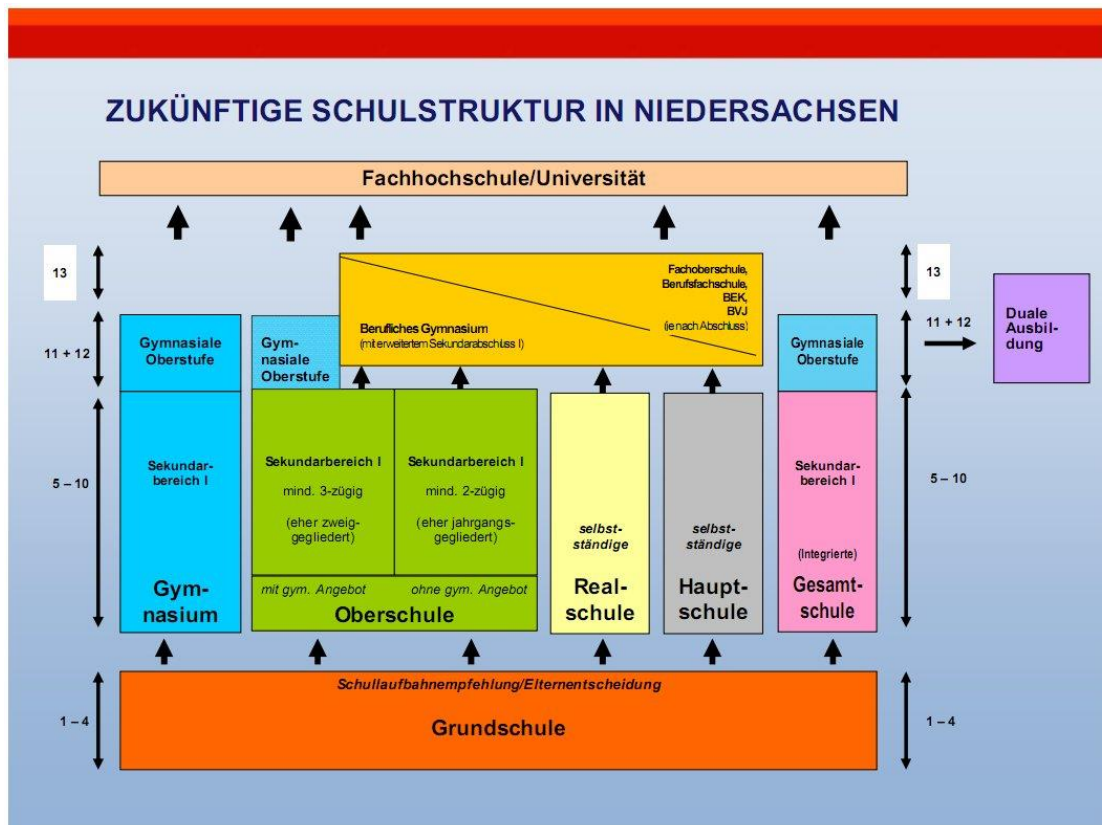 ZUKÜNFTIGE SCHULSTRUKTUR IN NIEDERSACHSEN
Fachhochschule/Universität
13
13
Fachoberschule,
Berufsfachschule,
BEK,
BVJ
(je nach Abschluss)
Berufliches Gymnasium
(mit erweitertem Sekundarabschluss I)
11 + 12
Gymnasiale
Oberstufe
Gym-
nasiale
Oberstufe
Gymnasiale
Oberstufe
11 + 12
Duale
Ausbil-
dung
5 – 10
Sekundar-
bereich I
Gym-
nasium
Sekundarbereich I
mind. 3-zügig
(eher zweig-
gegliedert)
mit gym. Angebot
Sekundarbereich I
mind. 2-zügig
(eher jahrgangs-
gegliedert)
ohne gym. Angebot
Oberschule
selbst-
ständige
Real-
schule
selbst-
ständige
Haupt-
schule
Sekundar-
bereich I
(Integrierte)
Gesamt-
schule
5 – 10
1 – 4
Schullaufbahnempfehlung/Elternentscheidung
Grundschule
1 – 4